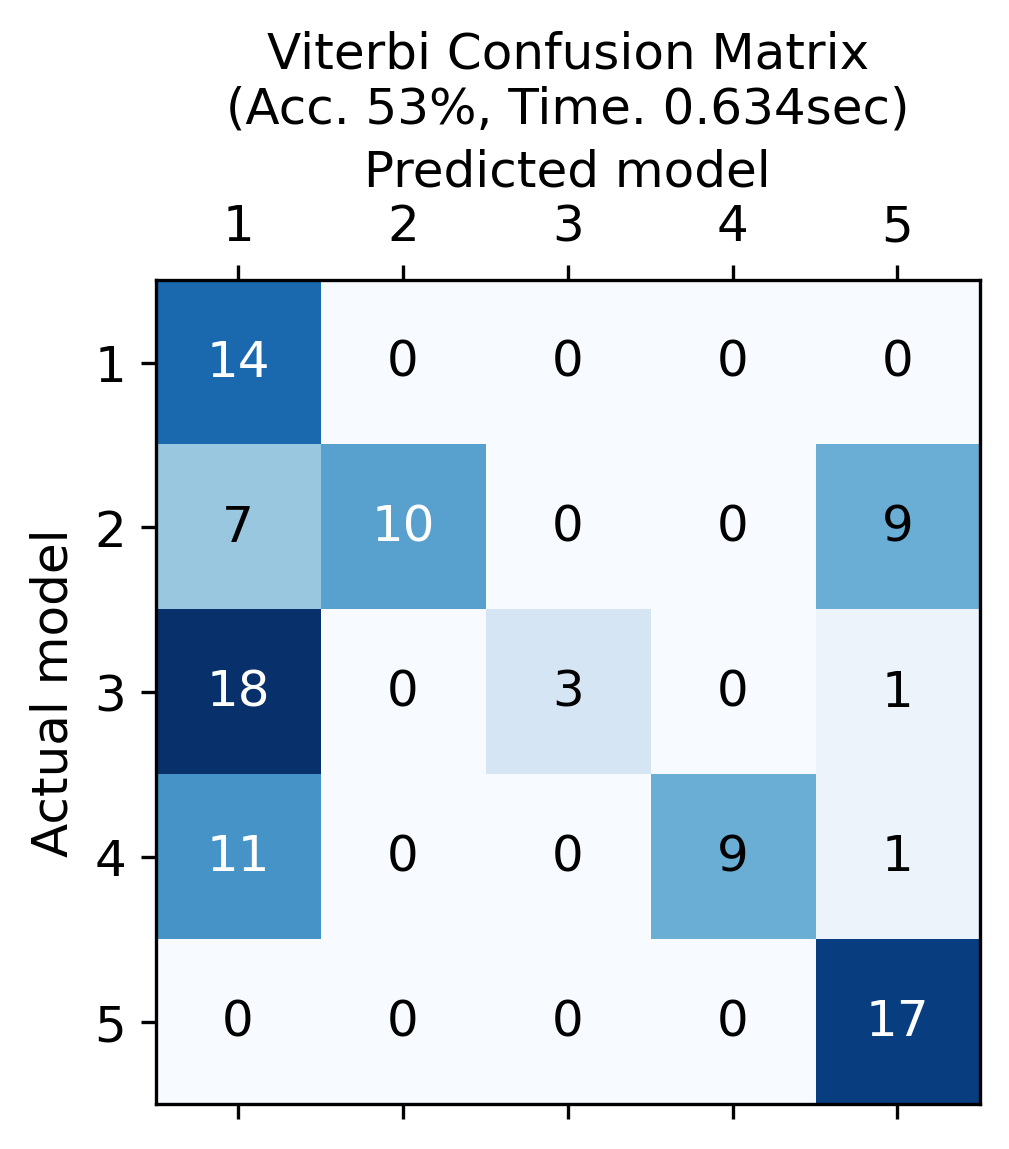 Viterbi Confusion Matrix
(Acc. 53%, Time. 0.634sec)
Predicted model
1 2 3 4 5
Actual model
1 14 0 0 0 0
2 7 10 0 0 9
3 18 0 3 0 1
4 11 0 0 9 1
5 0 0 0 0 17